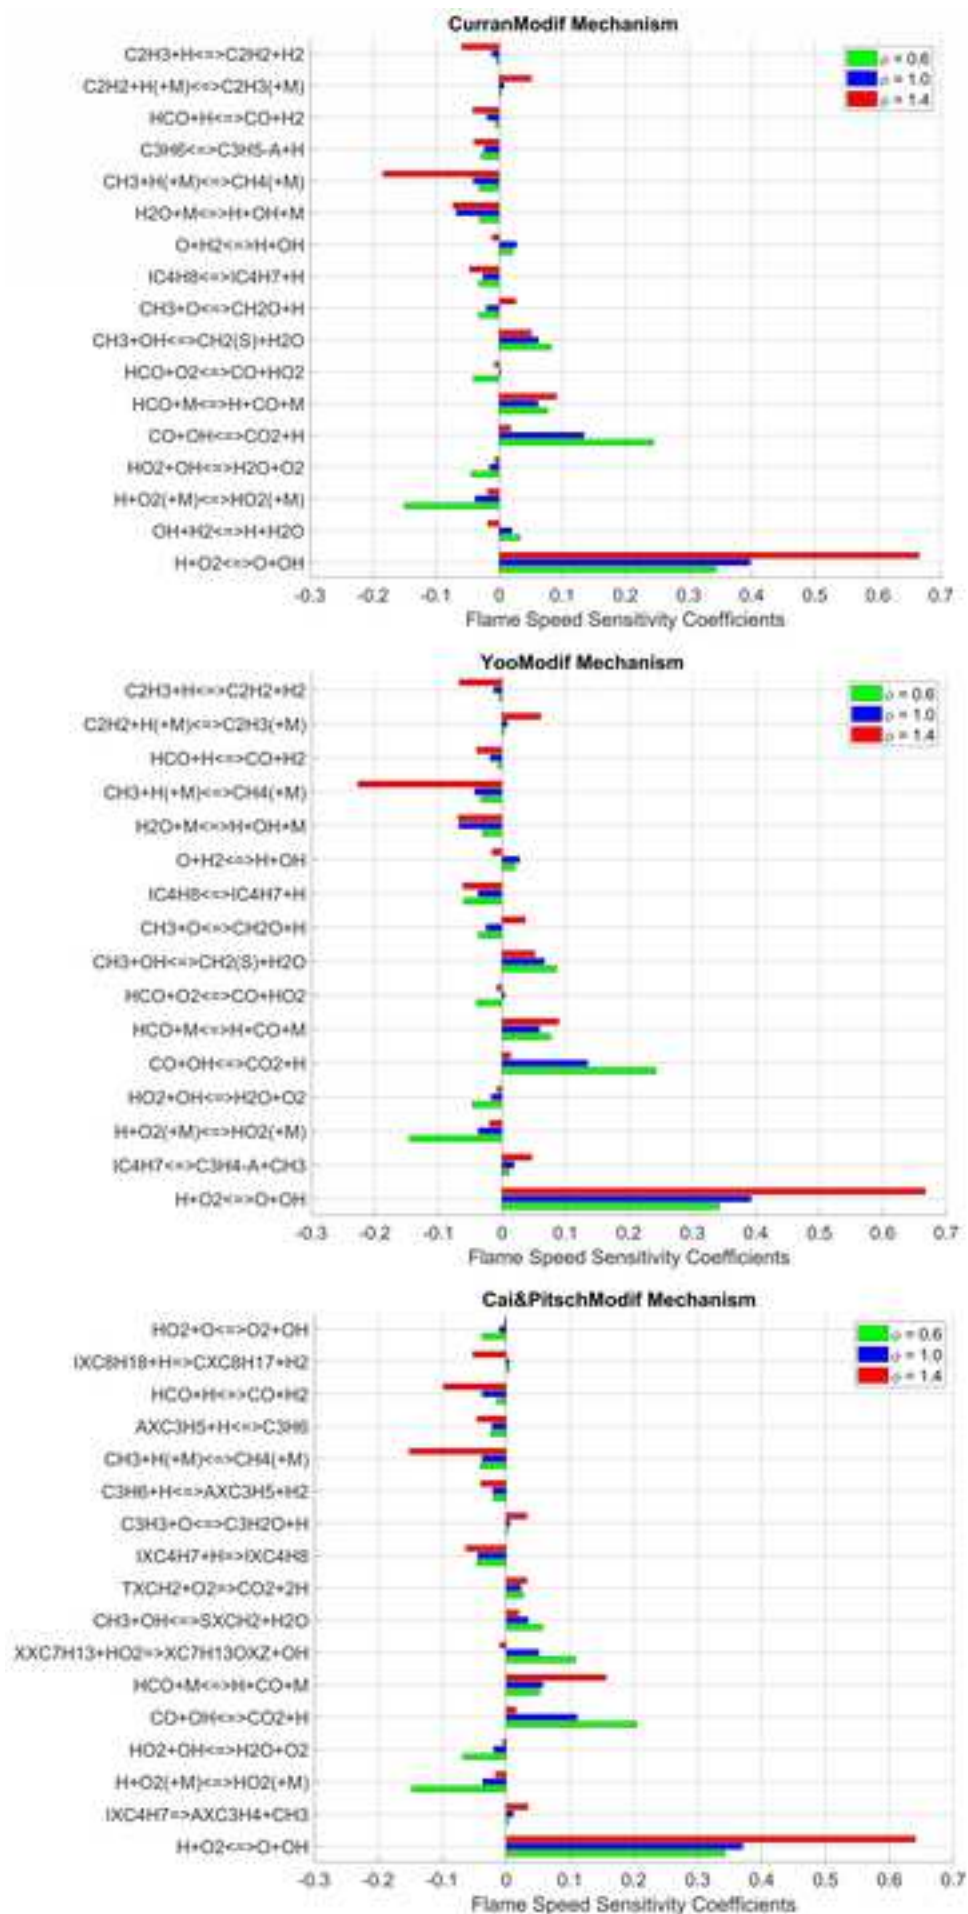 CurranModif Mechanism
C2H3+H<=>C2H2+H2
C2H2+H(+M)<=>C2H3(+M)
HCO+H<=>CO+H2
C3H6<=>C3H5-A+H
CH3+H(+M)<=>CH4(+M)
H2O+M<=>H+OH+M
O+H2<=>H+OH
IC4H8<=>IC4H7+H
CH3+O<=>CH2O+H
CH3+OH<=>CH2(S)+H2O
HCO+O2<=>CO+HO2
HCO+M<=>H+CO+M
CO+OH<=>CO2+H
HO2+OH<=>H2O+O2
H+O2(+M)<=>HO2(+M)
OH+H2<=>H+H2O
H+O2<=>O+OH
φ = 0.6
φ = 1.0
φ = 1.4
-0.3 -0.2 -0.1 0 0.1 0.2 0.3 0.4 0.5 0.6 0.7
Flame Speed Sensitivity Coefficients
YooModif Mechanism
C2H3+H<=>C2H2+H2
C2H2+H(+M)<=>C2H3(+M)
HCO+H<=>CO+H2
CH3+H(+M)<=>CH4(+M)
H2O+M<=>H+OH+M
O+H2<=>H+OH
IC4H8<=>IC4H7+H
CH3+O<=>CH2O+H
CH3+OH<=>CH2(S)+H2O
HCO+O2<=>CO+HO2
HCO+M<=>H+CO+M
CO+OH<=>CO2+H
HO2+OH<=>H2O+O2
H+O2(+M)<=>HO2(+M)
IC4H7<=>C3H4-A+CH3
H+O2<=>O+OH
φ = 0.6
φ = 1.0
φ = 1.4
-0.3 -0.2 -0.1 0 0.1 0.2 0.3 0.4 0.5 0.6 0.7
Flame Speed Sensitivity Coefficients
Cai&PitschModif Mechanism
HO2+O<=>O2+OH
IXC8H18+H=>CXC8H17+H2
HCO+H<=>CO+H2
AXC3H5+H<=>C3H6
CH3+H(+M)<=>CH4(+M)
C3H6+H<=>AXC3H5+H2
C3H3+O<=>C3H2O+H
IXC4H7+H=>IXC4H8
TXCH2+O2=>CO2+2H
CH3+OH<=>SXCH2+H2O
XXC7H13+HO2=>XC7H13OXZ+OH
HCO+M<=>H+CO+M
CO+OH<=>CO2+H
HO2+OH<=>H2O+O2
H+O2(+M)<=>HO2(+M)
IXC4H7=>AXC3H4+CH3
H+O2<=>O+OH
φ = 0.6
φ = 1.0
φ = 1.4
-0.3 -0.2 -0.1 0 0.1 0.2 0.3 0.4 0.5 0.6 0.7
Flame Speed Sensitivity Coefficients